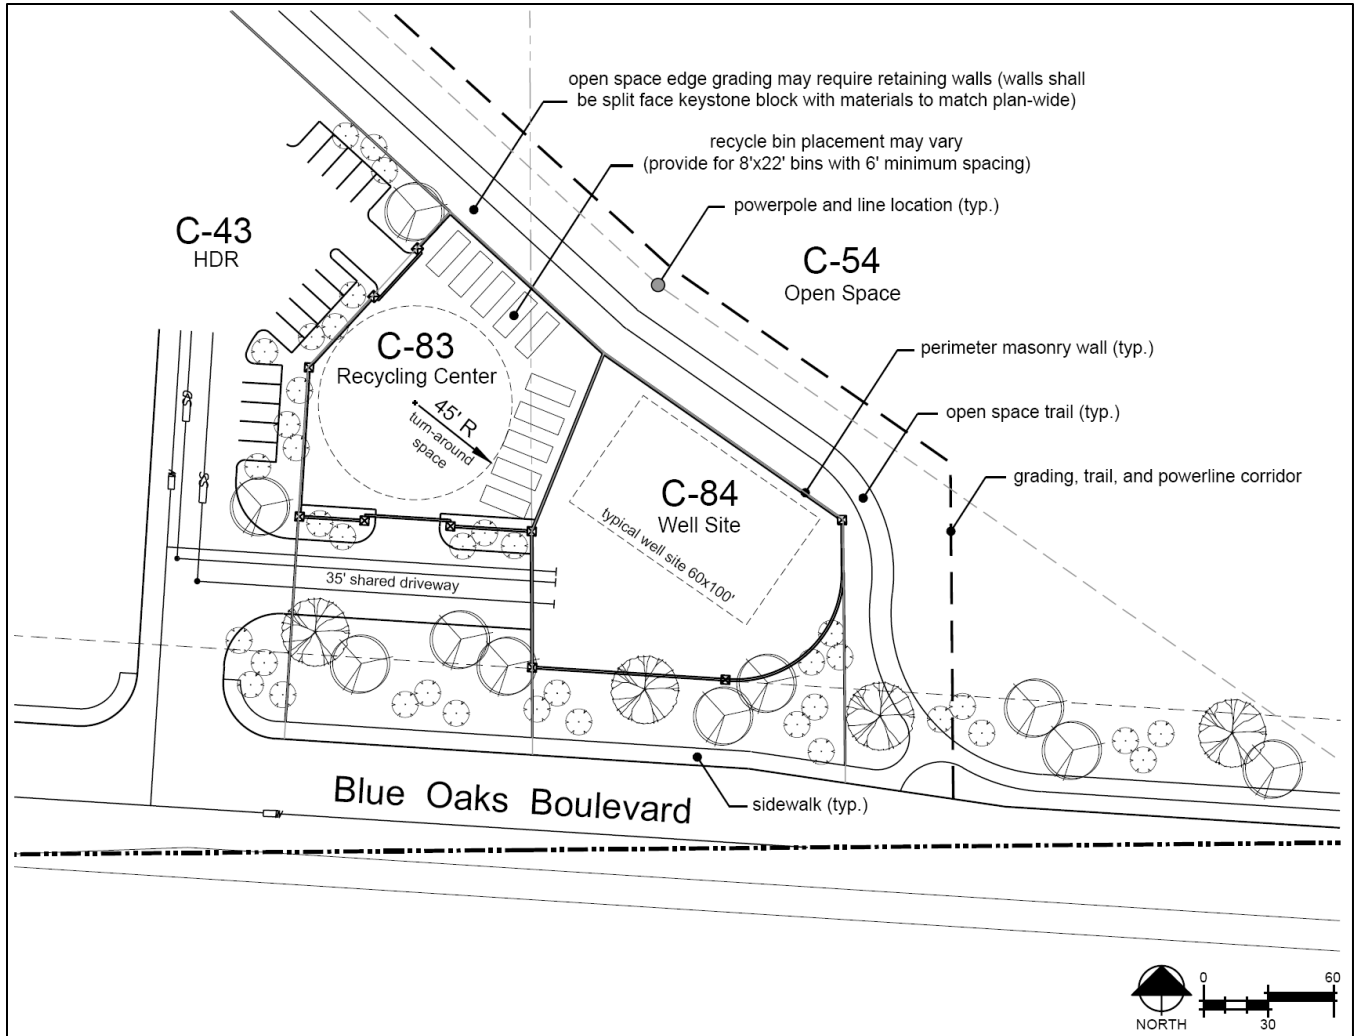 open space edge grading may require retaining walls (walls shall
be split face keystone block with materials to match plan-wide)
recycle bin placement may vary
(provide for 8'x22' bins with 6' minimum spacing)
powerpole and line location (typ.)
C-43
HDR
C-54
Open Space
C-83
Recycling Center
45' R
turn-around
space
perimeter masonry wall (typ.)
open space trail (typ.)
grading, trail, and powerline corridor
C-84
Well Site
typical well site 60x100'
SS
SS
W
35' shared driveway
Blue Oaks Boulevard
sidewalk (typ.)
W
NORTH
0
60
30